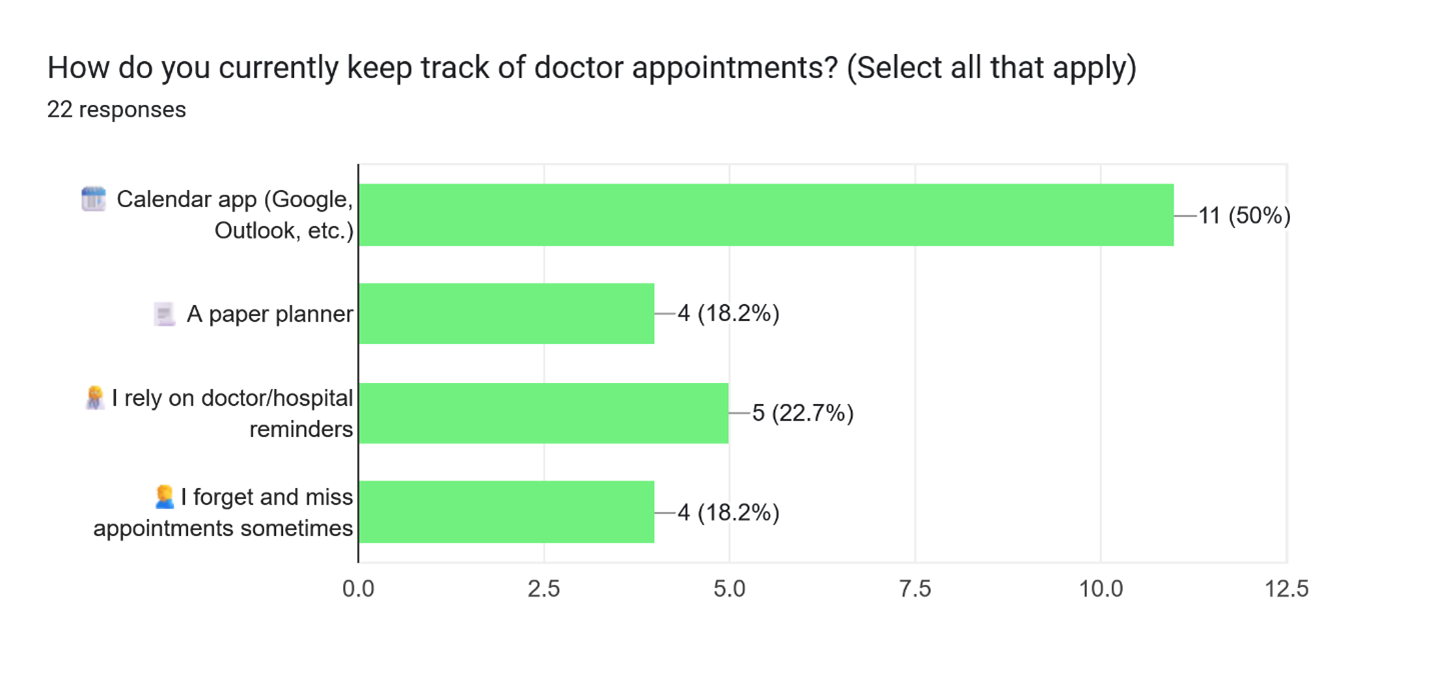 How do you currently keep track of doctor appointments? (Select all that apply)
22 responses
Calendar app (Google,
Outlook, etc.)
11 (50%)
A paper planner
4 (18.2%)
I rely on doctor/hospital
reminders
5 (22.7%)
I forget and miss
appointments sometimes
4 (18.2%)
0.0 2.5 5.0 7.5 10.0 12.5